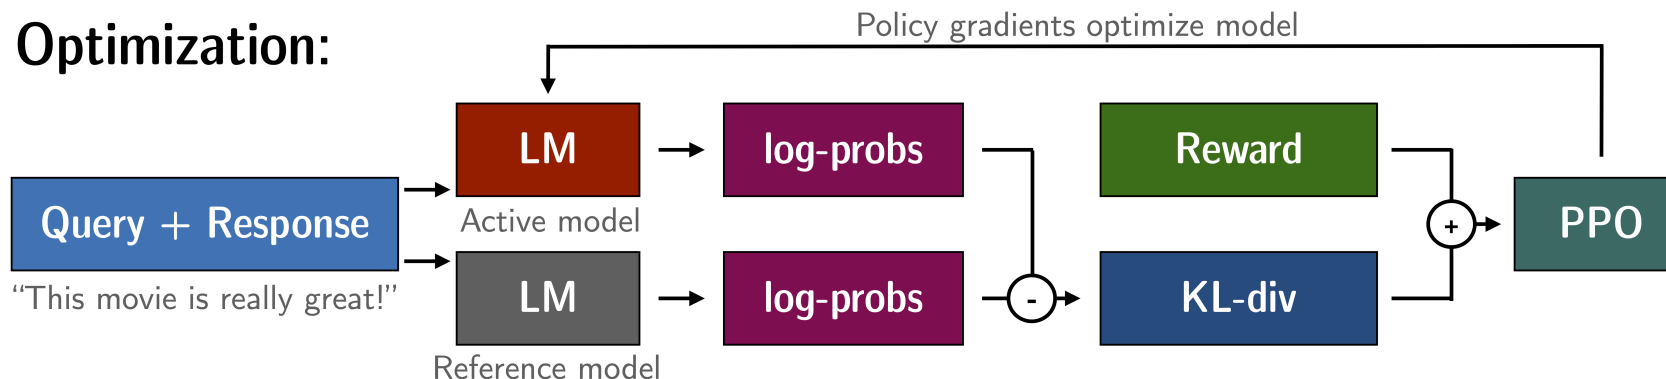 Policy gradients optimize model
Optimization:
LM
log-probs
Reward
Active model
Query + Response
“This movie is really great!”
+
PPO
LM
log-probs
-
KL-div
Reference model